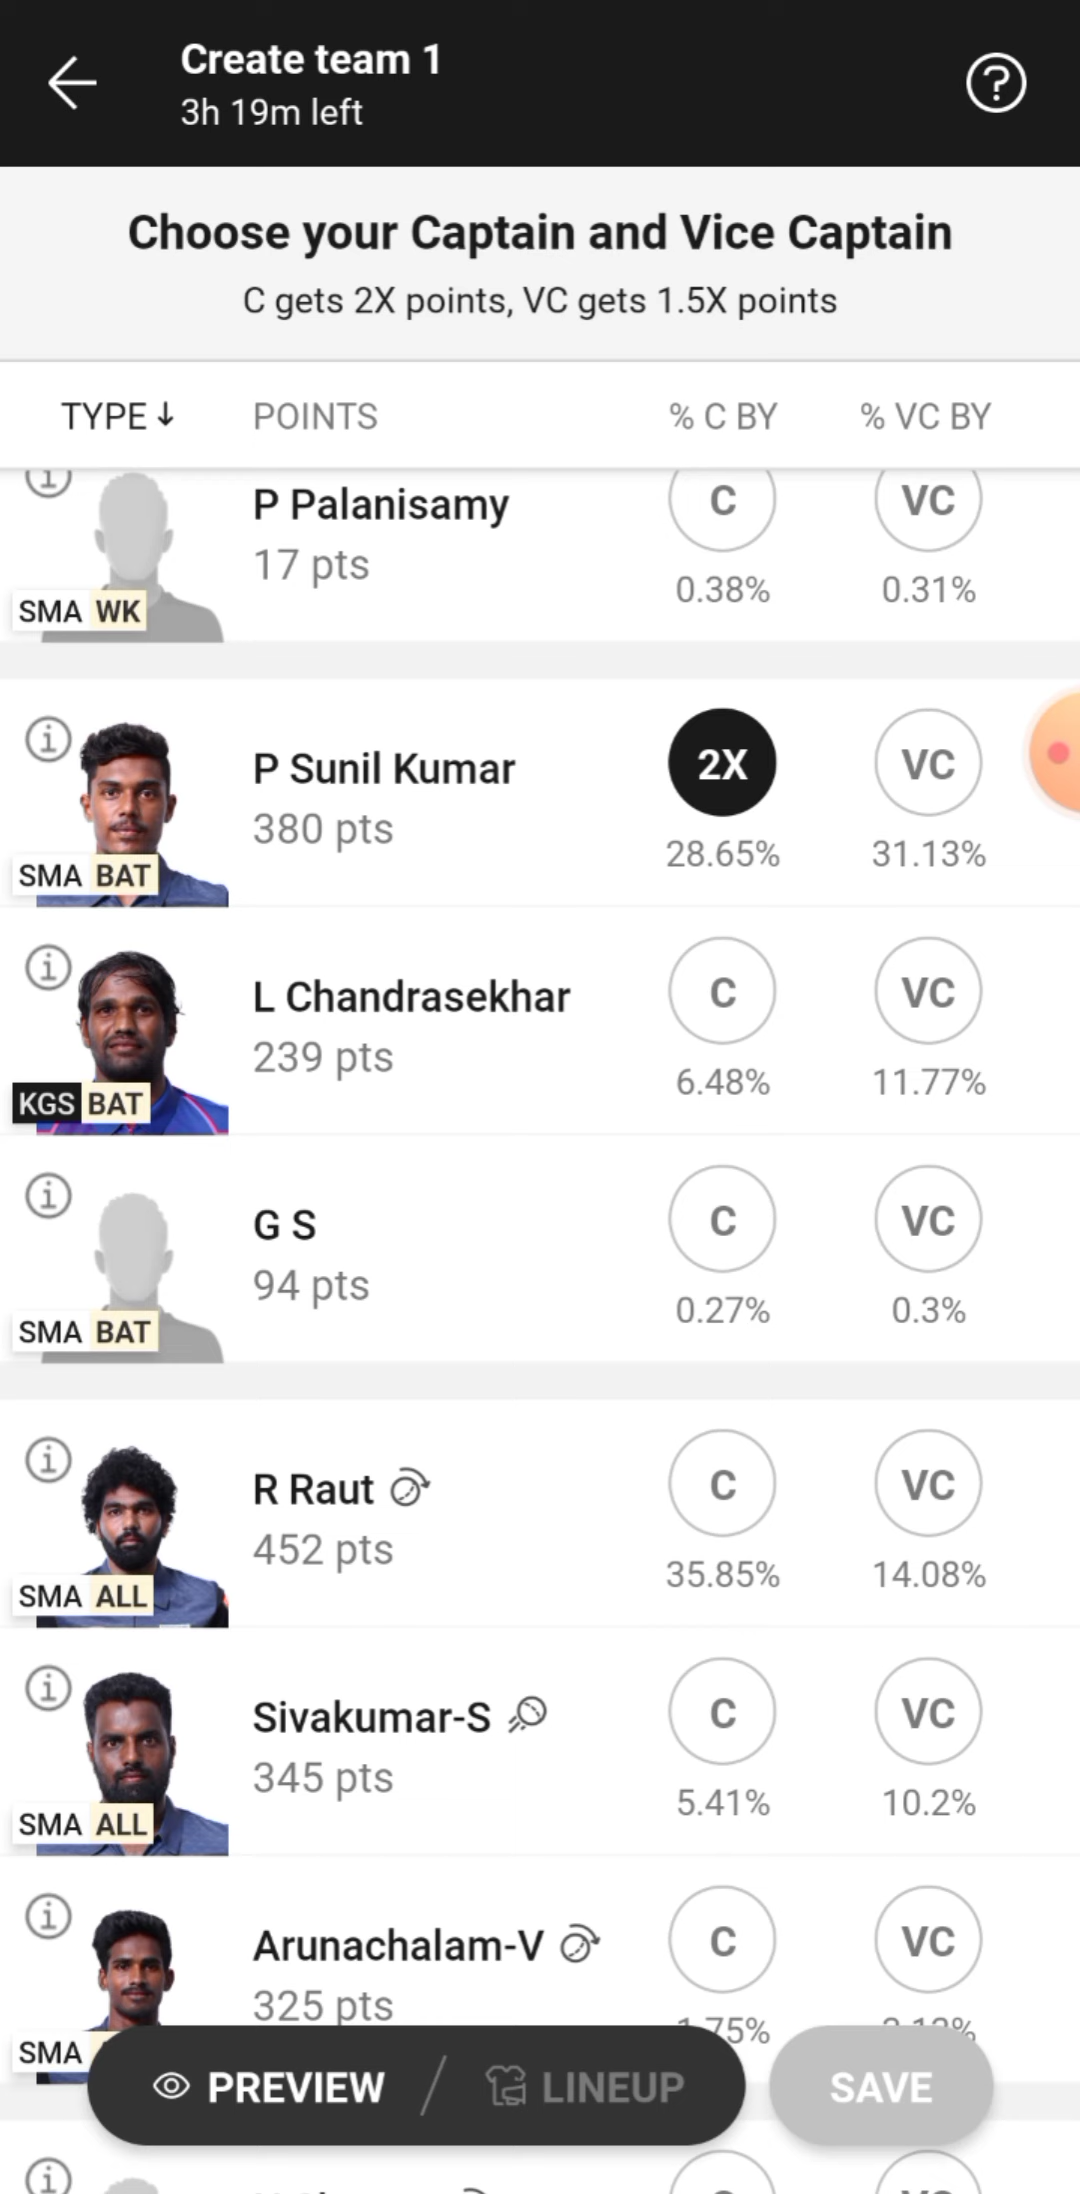 Create team 1
3h 19m left
Choose your Captain and Vice Captain
C gets 2X points, VC gets 1.5X points
TYPE↓ POINTS % C BY % VC BY
P Palanisamy C VC
17 pts 0.38% 0.31%
SMA WK
P Sunil Kumar 2X VC
380 pts 28.65% 31.13%
SMA BAT
L Chandrasekhar C VC
239 pts 6.48% 11.77%
KGS BAT
G S C VC
94 pts 0.27% 0.3%
SMA BAT
R Raut C VC
452 pts 35.85% 14.08%
SMA ALL
Sivakumar-S C VC
345 pts 5.41% 10.2%
SMA ALL
Arunachalam-V C VC
325 pts
SMA
PREVIEW / LINEUP SAVE